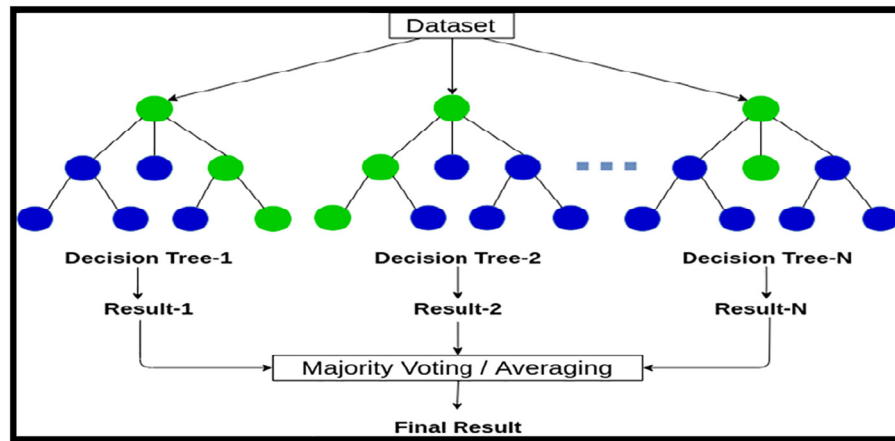 Dataset
Decision Tree-1
Decision Tree-2
Decision Tree-N
Result-1
Result-2
Result-N
Majority Voting / Averaging
Final Result